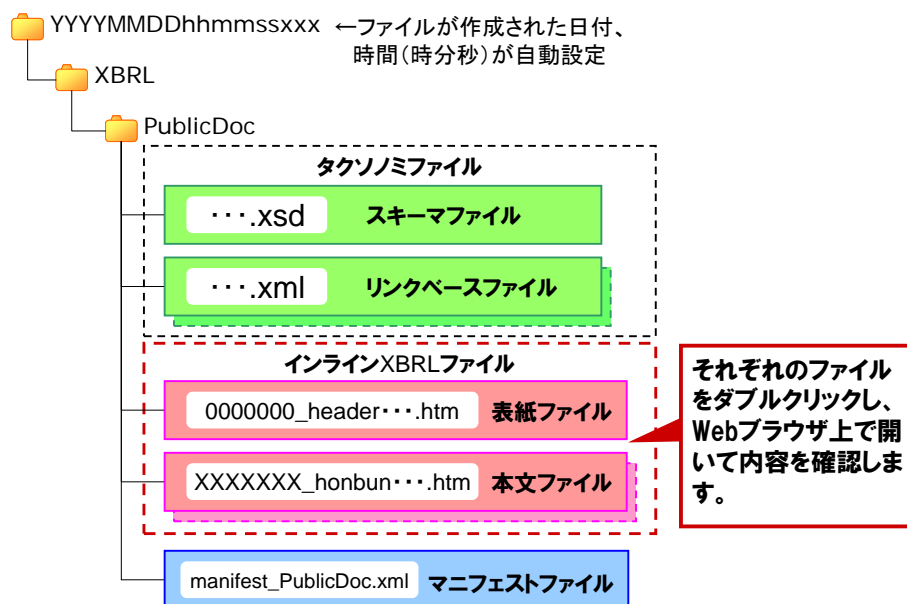 YYYYMMDDhhmmssxxx ←ファイルが作成された日付、
時間(時分秒)が自動設定
XBRL
PublicDoc
タクソノミファイル
・・・.xsd スキーマファイル
・・・.xml リンクベースファイル
インラインXBRLファイル
0000000_header・・・.htm 表紙ファイル
XXXXXXX_honbun・・・.htm 本文ファイル
それぞれのファイル
をダブルクリックし、
Webブラウザ上で開
いて内容を確認しま
す。
manifest_PublicDoc.xml マニフェストファイル